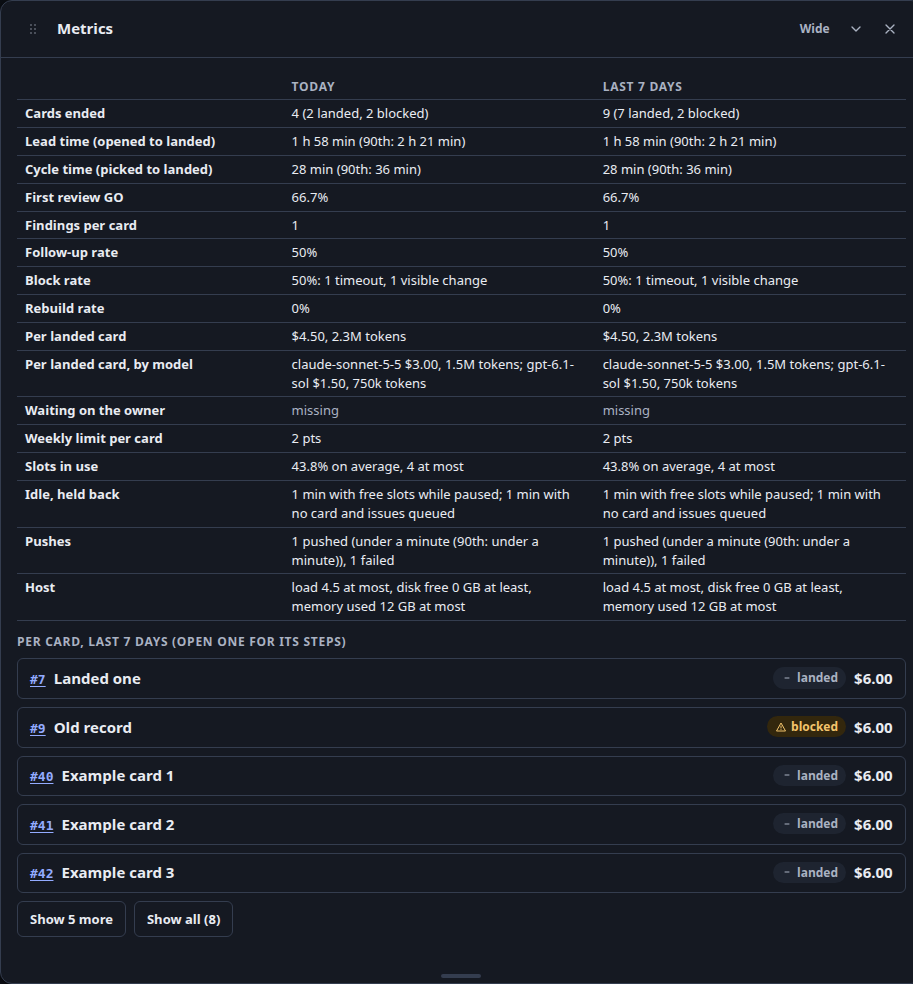 Metrics
Wide
TODAY LAST 7 DAYS
Cards ended 4 (2 landed, 2 blocked) 9 (7 landed, 2 blocked)
Lead time (opened to landed) 1 h 58 min (90th: 2 h 21 min) 1 h 58 min (90th: 2 h 21 min)
Cycle time (picked to landed) 28 min (90th: 36 min) 28 min (90th: 36 min)
First review GO 66.7% 66.7%
Findings per card 1 1
Follow-up rate 50% 50%
Block rate 50%: 1 timeout, 1 visible change 50%: 1 timeout, 1 visible change
Rebuild rate 0% 0%
Per landed card $4.50, 2.3M tokens $4.50, 2.3M tokens
Per landed card, by model claude-sonnet-5-5 $3.00, 1.5M tokens; gpt-6.1- claude-sonnet-5-5 $3.00, 1.5M tokens; gpt-6.1-
sol $1.50, 750k tokens sol $1.50, 750k tokens
Waiting on the owner missing missing
Weekly limit per card 2 pts 2 pts
Slots in use 43.8% on average, 4 at most 43.8% on average, 4 at most
Idle, held back 1 min with free slots while paused; 1 min with 1 min with free slots while paused; 1 min with
no card and issues queued no card and issues queued
Pushes 1 pushed (under a minute (90th: under a 1 pushed (under a minute (90th: under a
minute)), 1 failed minute)), 1 failed
Host load 4.5 at most, disk free 0 GB at least, load 4.5 at most, disk free 0 GB at least,
memory used 12 GB at most memory used 12 GB at most
PER CARD, LAST 7 DAYS (OPEN ONE FOR ITS STEPS)
#7 Landed one – landed $6.00
#9 Old record blocked $6.00
#40 Example card 1 – landed $6.00
#41 Example card 2 – landed $6.00
#42 Example card 3 – landed $6.00
Show 5 more Show all (8)